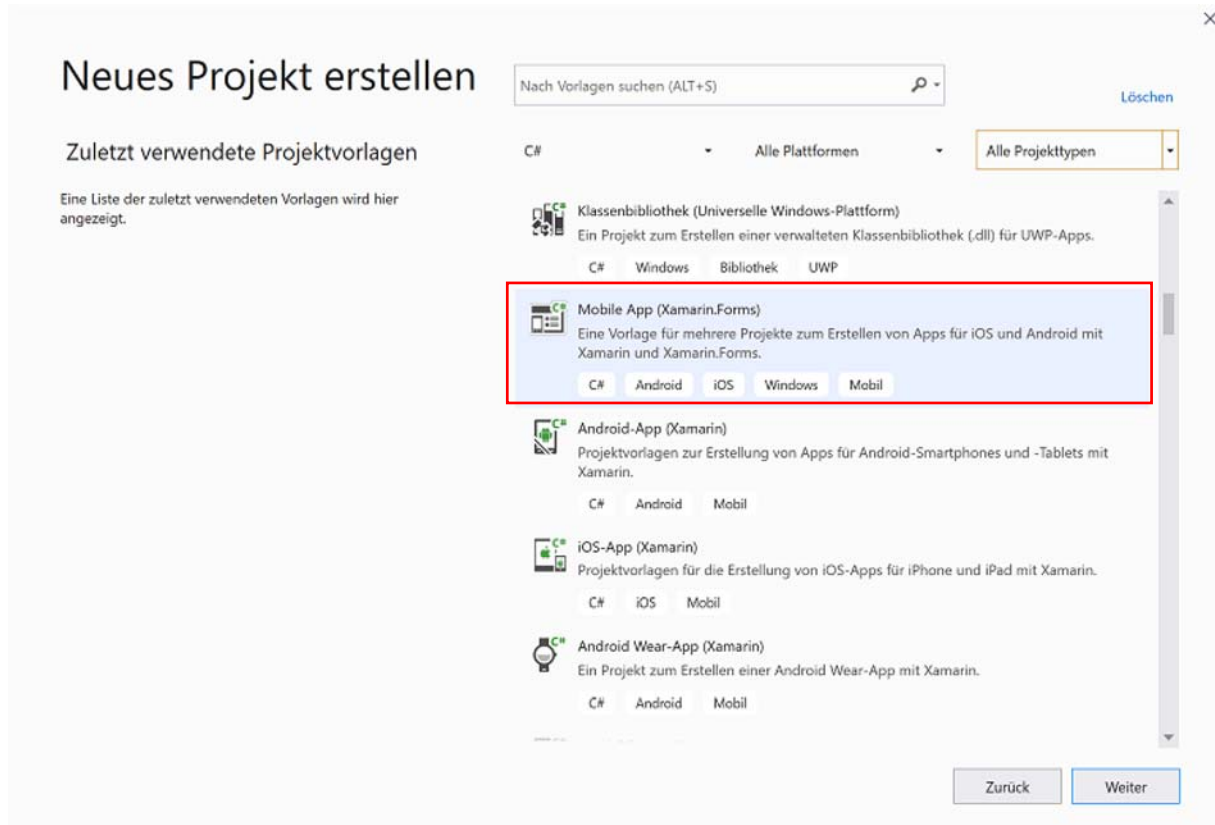 Neues Projekt erstellen
Nach Vorlagen suchen (ALT+S)
Löschen
Zuletzt verwendete Projektvorlagen
C#
Alle Plattformen
Alle Projekttypen
Eine Liste der zuletzt verwendeten Vorlagen wird hier
angezeigt.
Klassenbibliothek (Universelle Windows-Plattform)
Ein Projekt zum Erstellen einer verwalteten Klassenbibliothek (.dll) für UWP-Apps.
C# Windows Bibliothek UWP
Mobile App (Xamarin.Forms)
Eine Vorlage für mehrere Projekte zum Erstellen von Apps für iOS und Android mit
Xamarin und Xamarin.Forms.
C# Android iOS Windows Mobil
Android-App (Xamarin)
Projektvorlagen zur Erstellung von Apps für Android-Smartphones und -Tablets mit
Xamarin.
C# Android Mobil
iOS-App (Xamarin)
Projektvorlagen für die Erstellung von iOS-Apps für iPhone und iPad mit Xamarin.
C# iOS Mobil
Android Wear-App (Xamarin)
Ein Projekt zum Erstellen einer Android Wear-App mit Xamarin.
C# Android Mobil
Zurück
Weiter